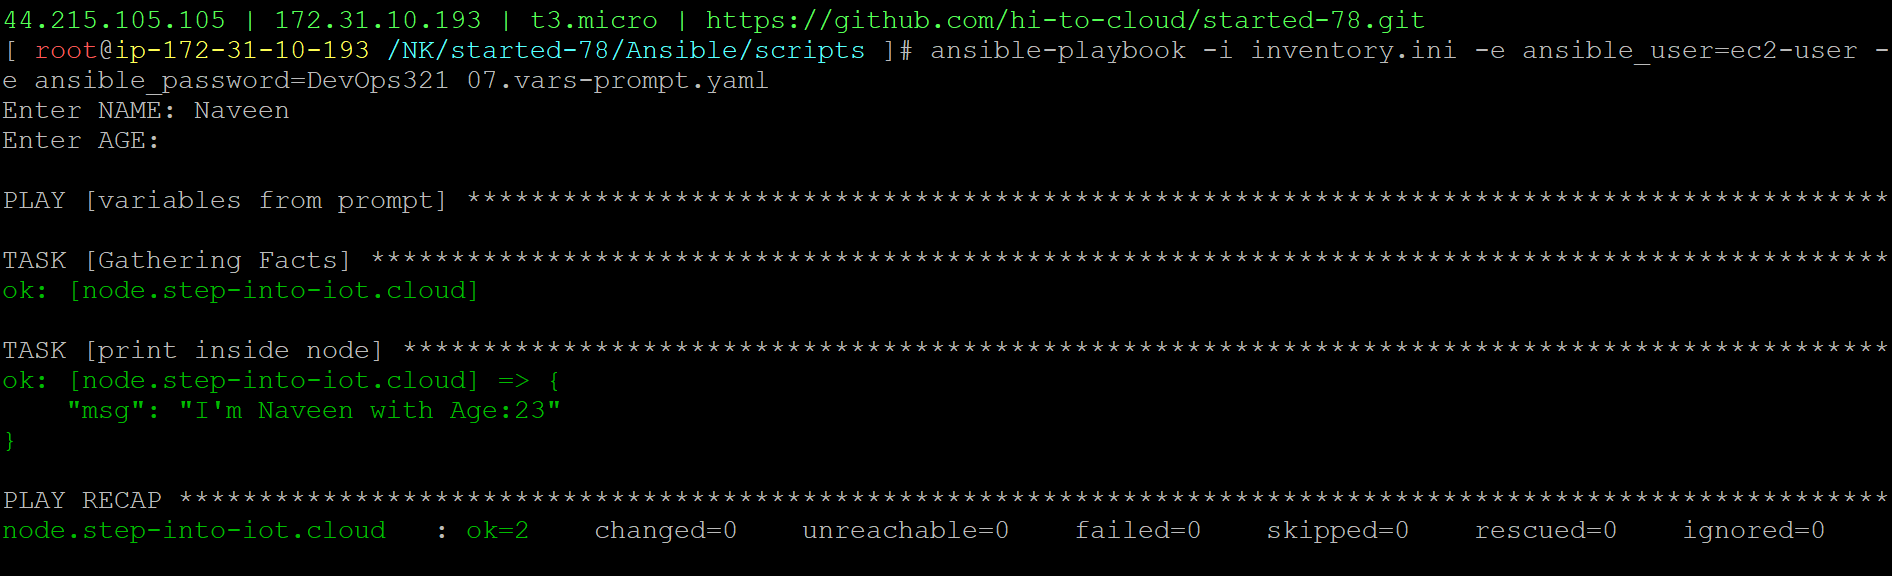 44.215.105.105 | 172.31.10.193 | t3.micro | https://github.com/hi-to-cloud/started-78.git
[ root@ip-172-31-10-193 /NK/started-78/Ansible/scripts ]# ansible-playbook -i inventory.ini -e ansible_user=ec2-user -
e ansible_password=DevOps321 07.vars-prompt.yaml
Enter NAME: Naveen
Enter AGE:
PLAY [variables from prompt] *****************************************************************************************
TASK [Gathering Facts] ***********************************************************************************************
ok: [node.step-into-iot.cloud]
TASK [print inside node] *********************************************************************************************
ok: [node.step-into-iot.cloud] => {
    "msg": "I'm Naveen with Age:23"
}
PLAY RECAP ***********************************************************************************************************
node.step-into-iot.cloud   : ok=2    changed=0    unreachable=0    failed=0    skipped=0    rescued=0    ignored=0